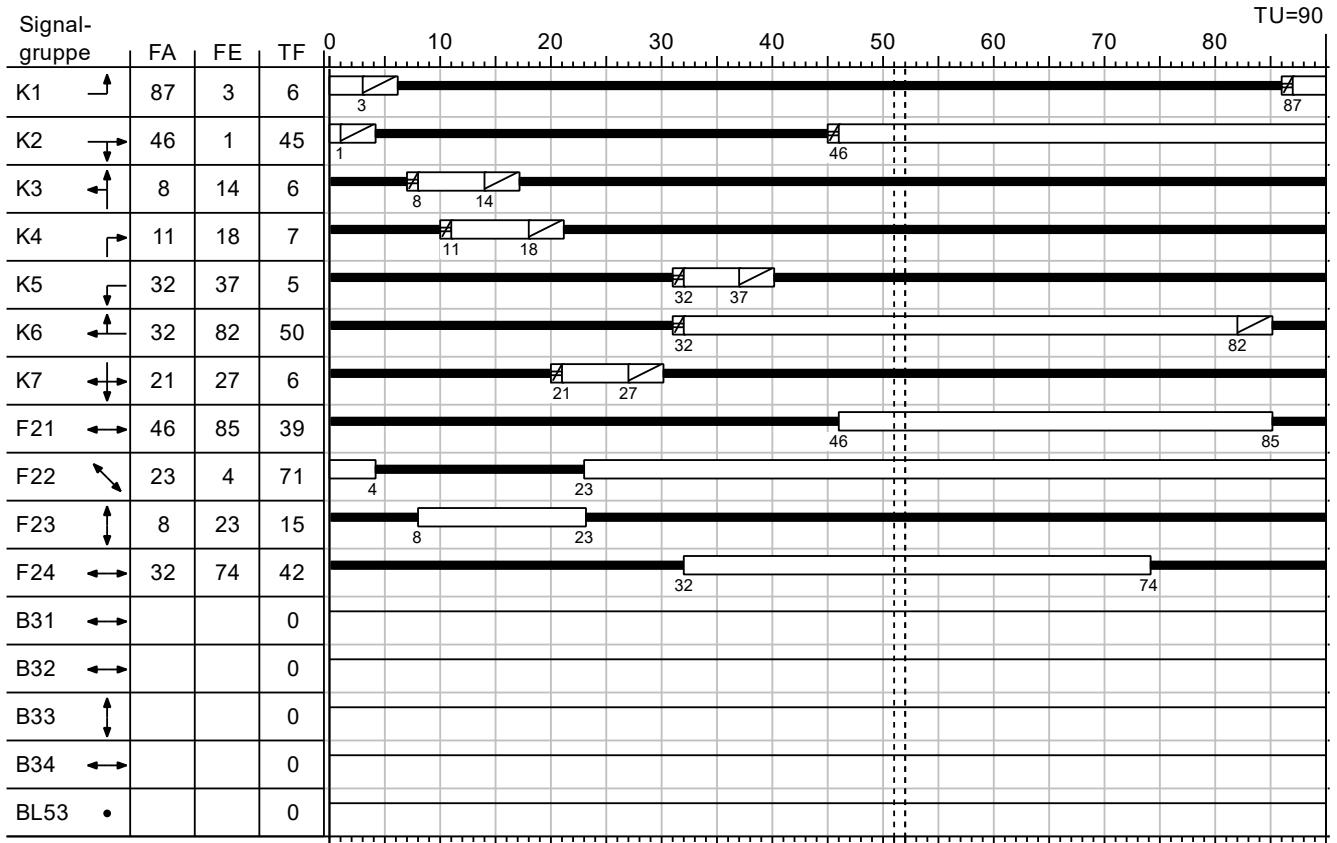 TU=90
Signal-
gruppe FA FE TF 0 10 20 30 40 50 60 70 80
K1 87 3 6
3 87
K2 46 1 45
1 46
K3 8 14 6
8 14
K4 11 18 7
11 18
K5 32 37 5
32 37
K6 32 82 50
32 82
K7 21 27 6
21 27
F21 46 85 39
46 85
F22 23 4 71
4 23
F23 8 23 15
8 23
F24 32 74 42
32 74
B31 0
B32 0
B33 0
B34 0
BL53 0